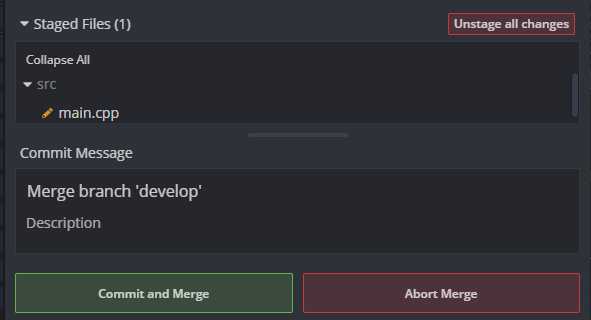 Staged Files (1)
Unstage all changes
Collapse All
src
main.cpp
Commit Message
Merge branch 'develop'
Description
Commit and Merge
Abort Merge